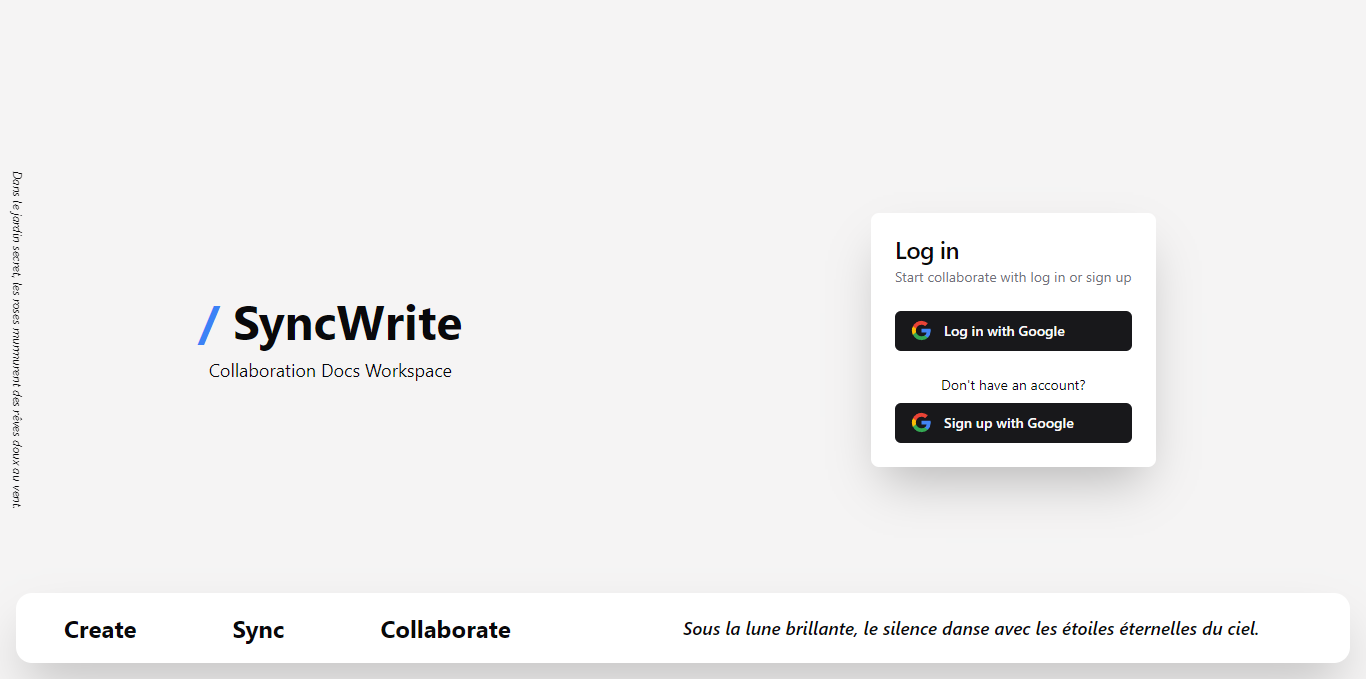 Dans le jardin secret, les roses murmurent des rêves doux au vent.
/ SyncWrite
Collaboration Docs Workspace
Log in
Start collaborate with log in or sign up
Log in with Google
Don't have an account?
Sign up with Google
Create
Sync
Collaborate
Sous la lune brillante, le silence danse avec les étoiles éternelles du ciel.